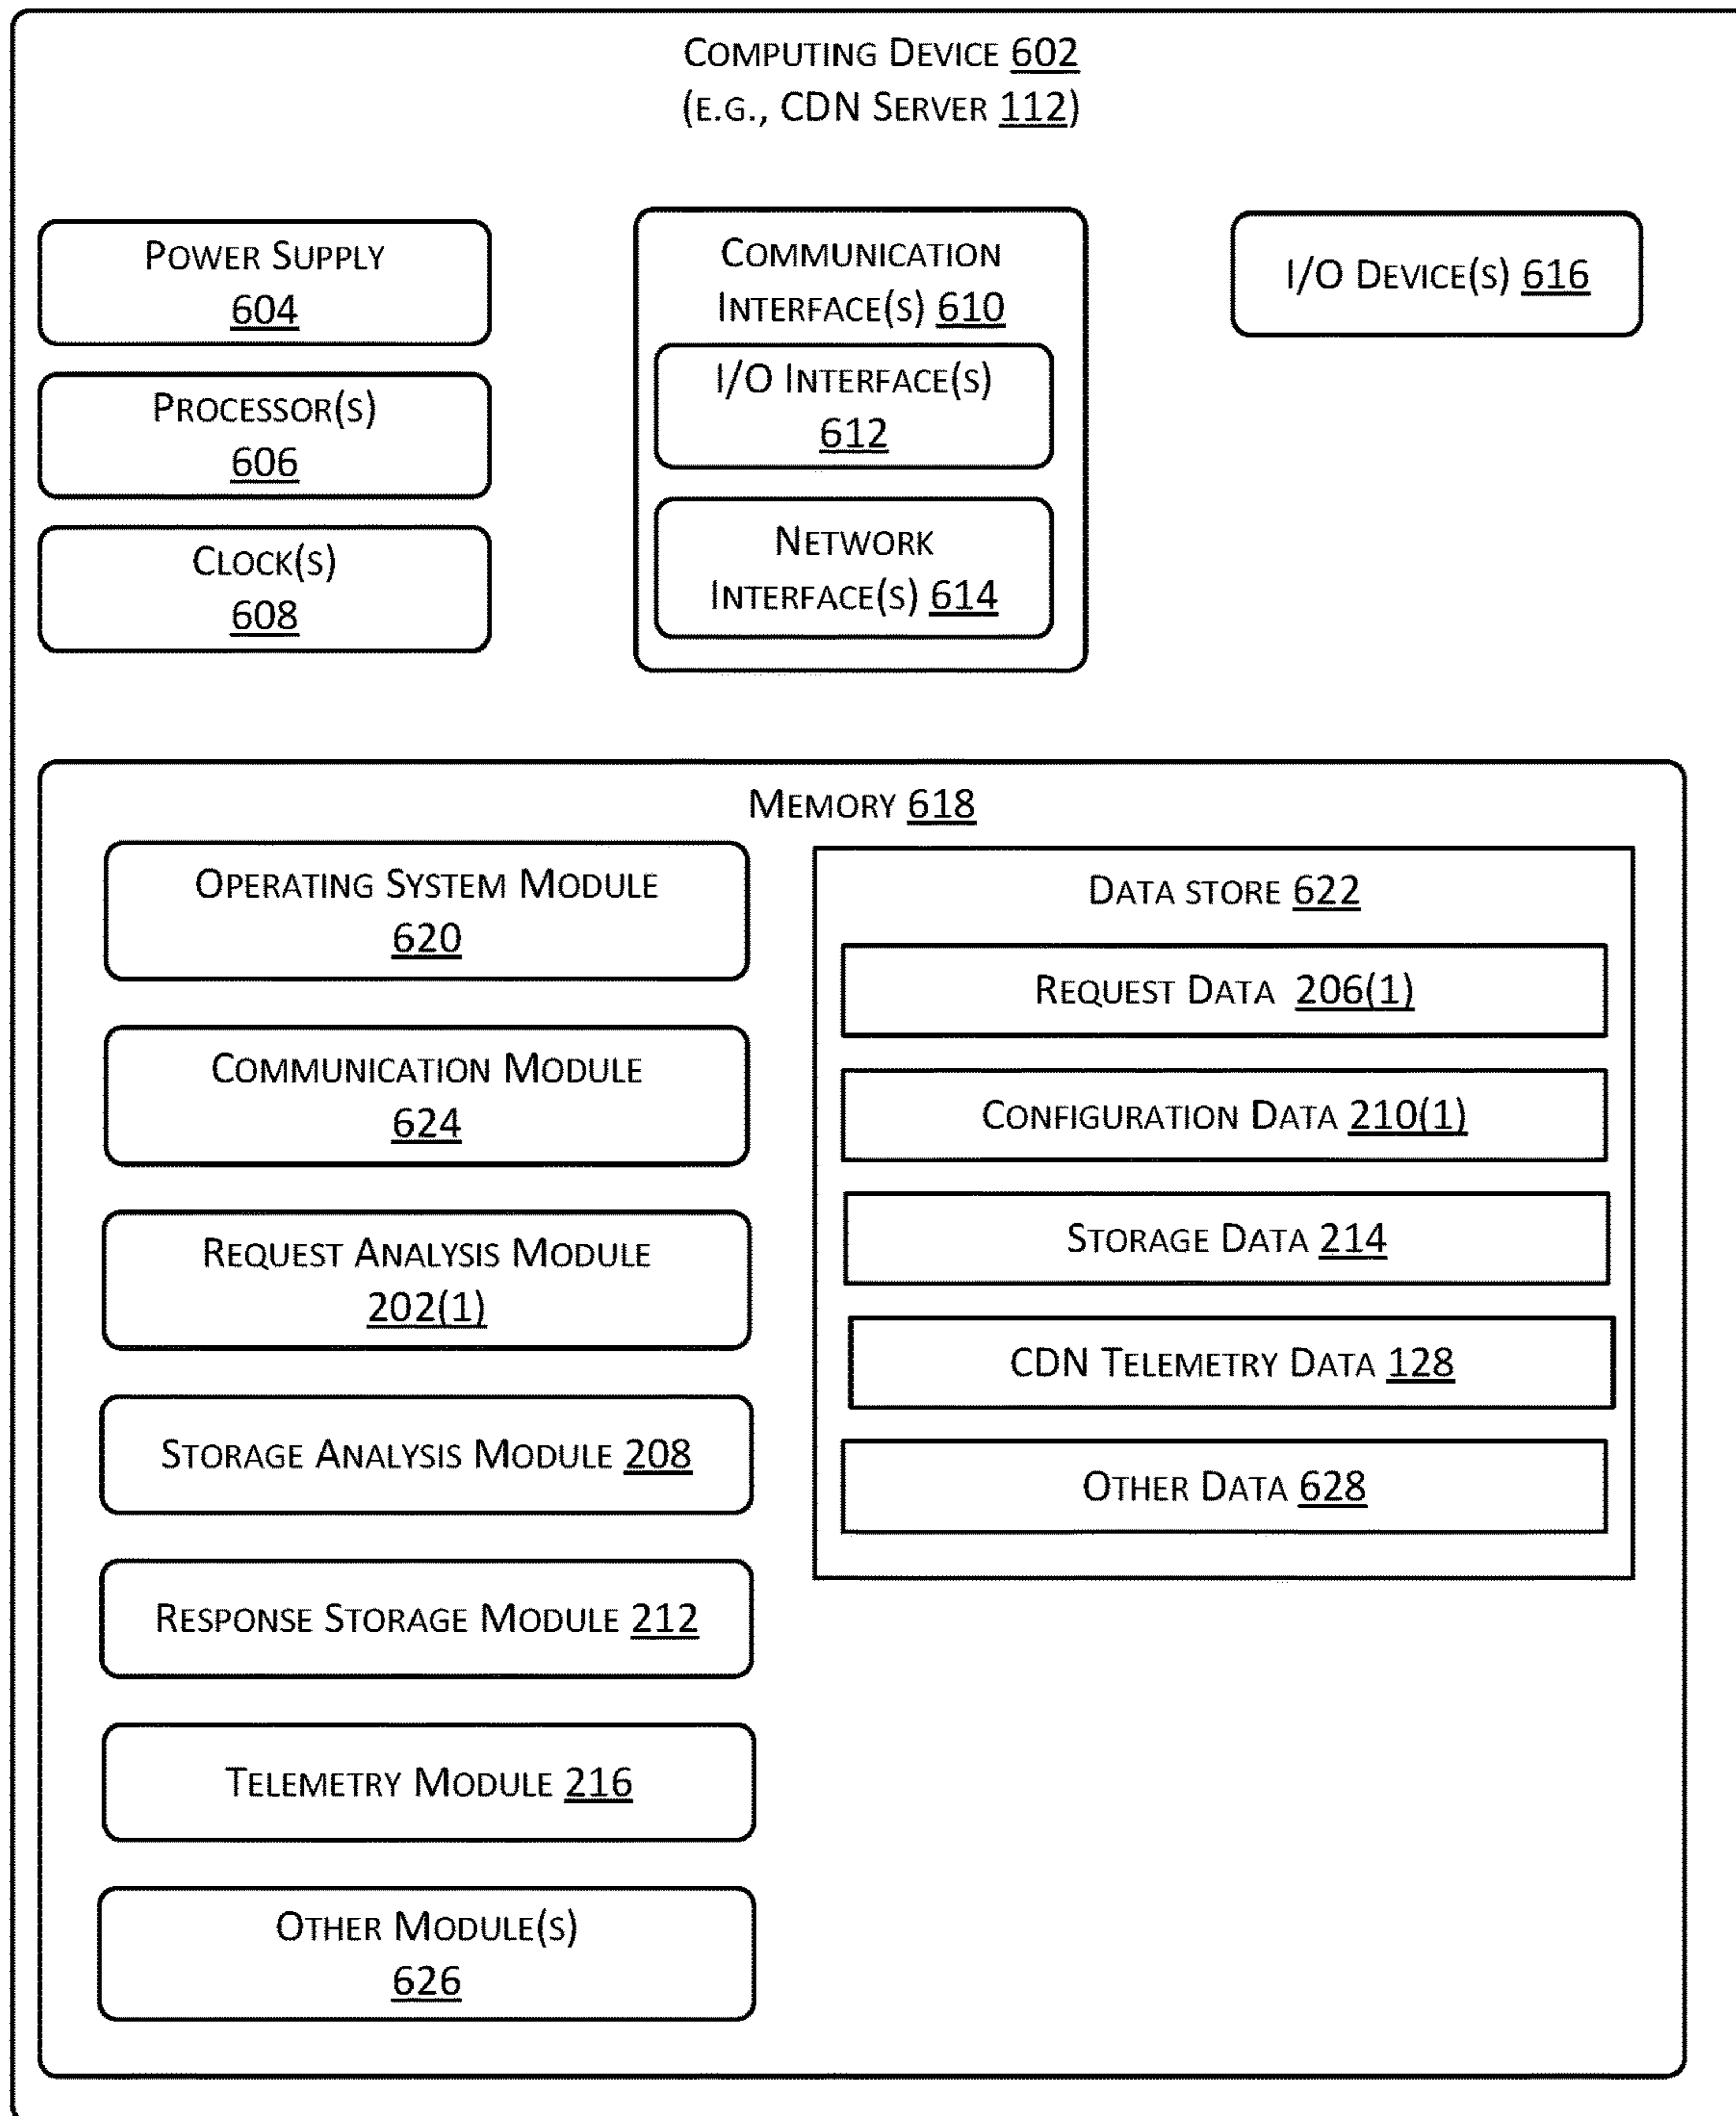 COMPUTING DEVICE 602
(E.G., CDN SERVER 112)
POWER SUPPLY
604
PROCESSOR(S)
606
CLOCK(S)
608
COMMUNICATION
INTERFACE(S) 610
I/O INTERFACE(S)
612
NETWORK
INTERFACE(S) 614
I/O DEVICE(S) 616
MEMORY 618
OPERATING SYSTEM MODULE
620
COMMUNICATION MODULE
624
REQUEST ANALYSIS MODULE
202(1)
STORAGE ANALYSIS MODULE 208
RESPONSE STORAGE MODULE 212
TELEMETRY MODULE 216
OTHER MODULE(S)
626
DATA STORE 622
REQUEST DATA 206(1)
CONFIGURATION DATA 210(1)
STORAGE DATA 214
CDN TELEMETRY DATA 128
OTHER DATA 628